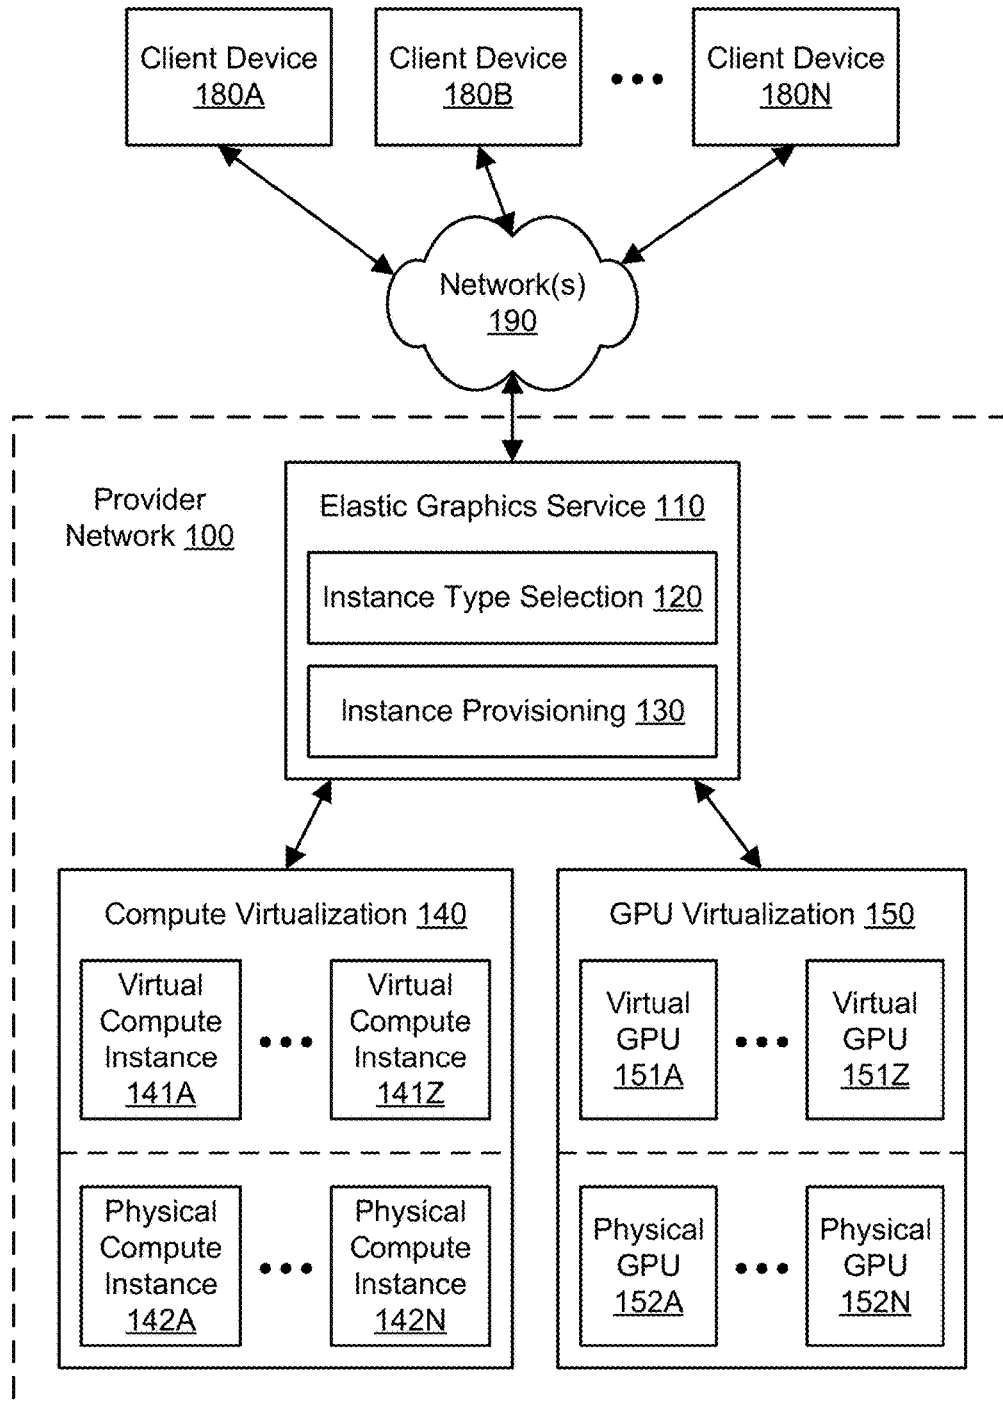 Client Device
180A
Client Device
180B
Client Device
180N
Network(s)
190
Provider
Network 100
Elastic Graphics Service 110
Instance Type Selection 120
Instance Provisioning 130
Compute Virtualization 140
Virtual
Compute
Instance
141A
Virtual
Compute
Instance
141Z
Physical
Compute
Instance
142A
Physical
Compute
Instance
142N
GPU Virtualization 150
Virtual
GPU
151A
Virtual
GPU
151Z
Physical
GPU
152A
Physical
GPU
152N